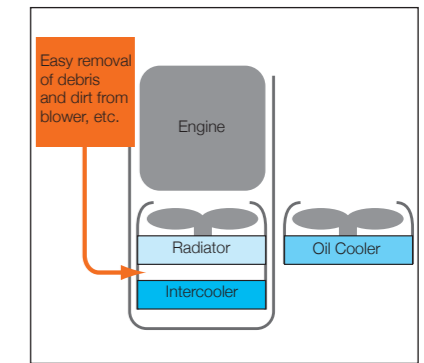 Easy removal
of debris
and dirt from
blower, etc.
Engine
Radiator
Oil Cooler
Intercooler